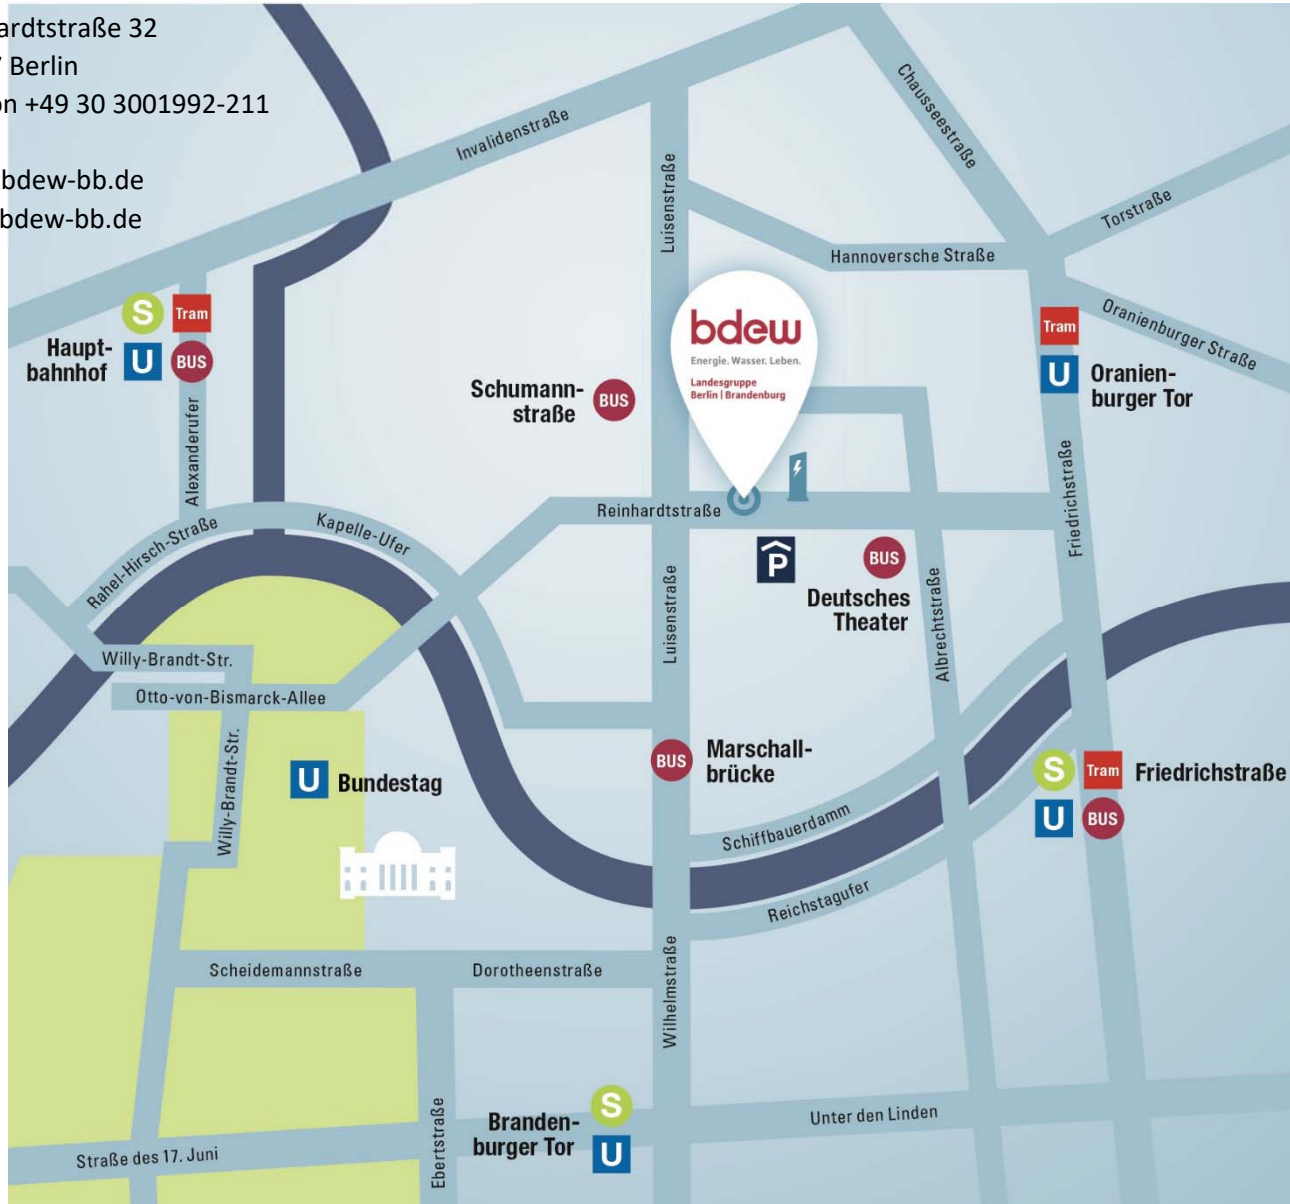 ardtstraße 32
Berlin
on +49 30 3001992-211
bdew-bb.de
bdew-bb.de
Invalidenstraße
Chausseestraße
Luisenstraße
Torstraße
Hannoversche Straße
Oranienburger Straße
S Tram
U BUS
Haupt-
bahnhof
Alexanderufer
bdew
Energie. Wasser. Leben.
Landesgruppe
Berlin | Brandenburg
Schumann-
straße
BUS
Tram
U
Oranien-
burger Tor
Friedrichstraße
Reinhardtstraße
P
BUS
Deutsches
Theater
Albrechtstraße
Rahel-Hirsch-Straße
Kapelle-Ufer
Luisenstraße
Willy-Brandt-Str.
Otto-von-Bismarck-Allee
Willy-Brandt-Str.
U Bundestag
BUS
Marschall-
brücke
S Tram Friedrichstraße
U BUS
Schiffbauerdamm
Reichstagufer
Scheidemannstraße
Dorotheenstraße
Wilhelmstraße
Ebertstraße
Branden-
burger Tor
S
U
Unter den Linden
Straße des 17. Juni